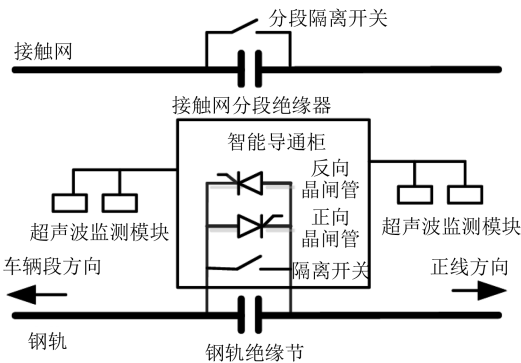 分段隔离开关
接触网
接触网分段绝缘器
智能导通柜
反向
晶闸管
正向
晶闸管
超声波监测模块
超声波监测模块
车辆段方向
隔离开关
正线方向
钢轨
钢轨绝缘节